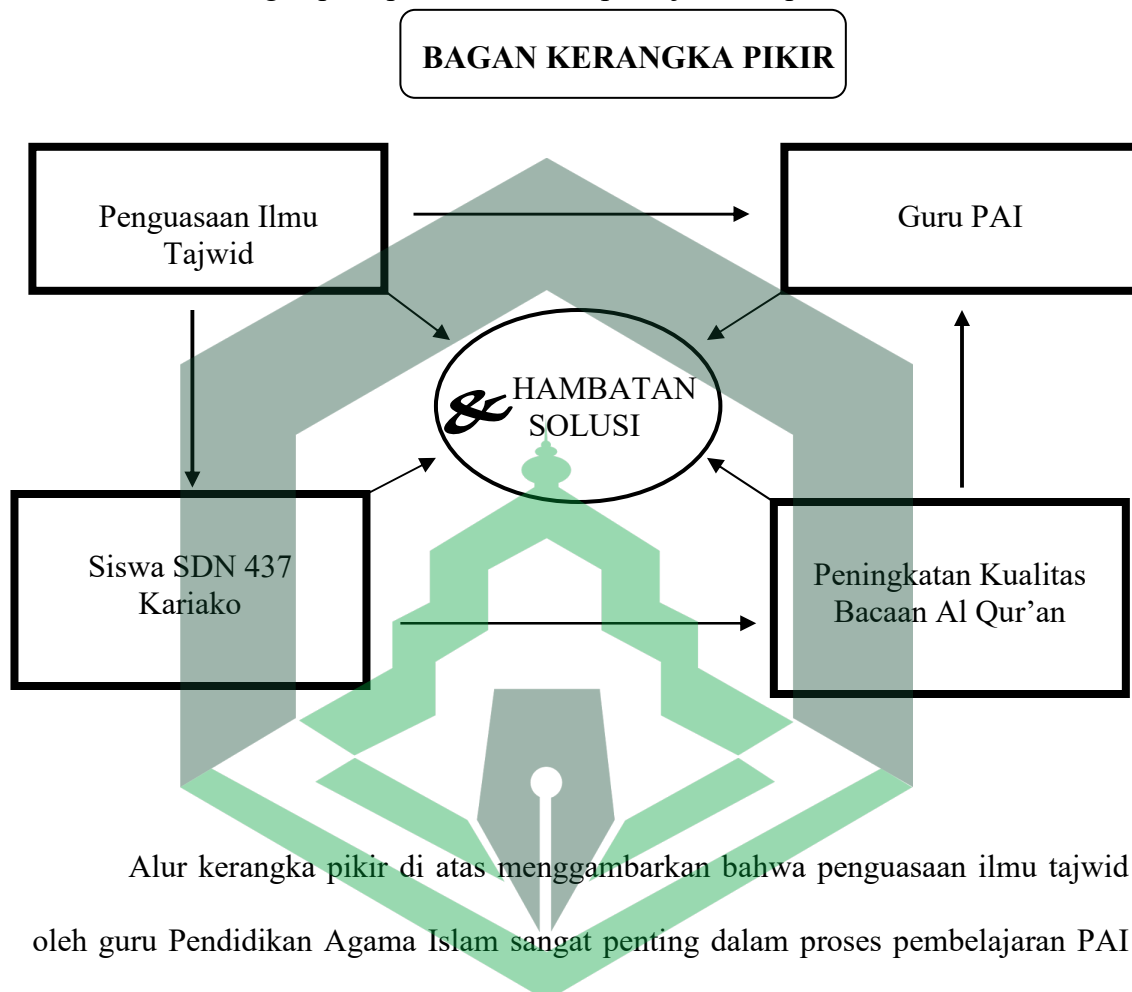 BAGAN KERANGKA PIKIR
Penguasaan Ilmu
Tajwid
Guru PAI
& HAMBATAN
SOLUSI
Siswa SDN 437
Kariako
Peningkatan Kualitas
Bacaan Al Qur’an
Alur kerangka pikir di atas menggambarkan bahwa penguasaan ilmu tajwid
oleh guru Pendidikan Agama Islam sangat penting dalam proses pembelajaran PAI